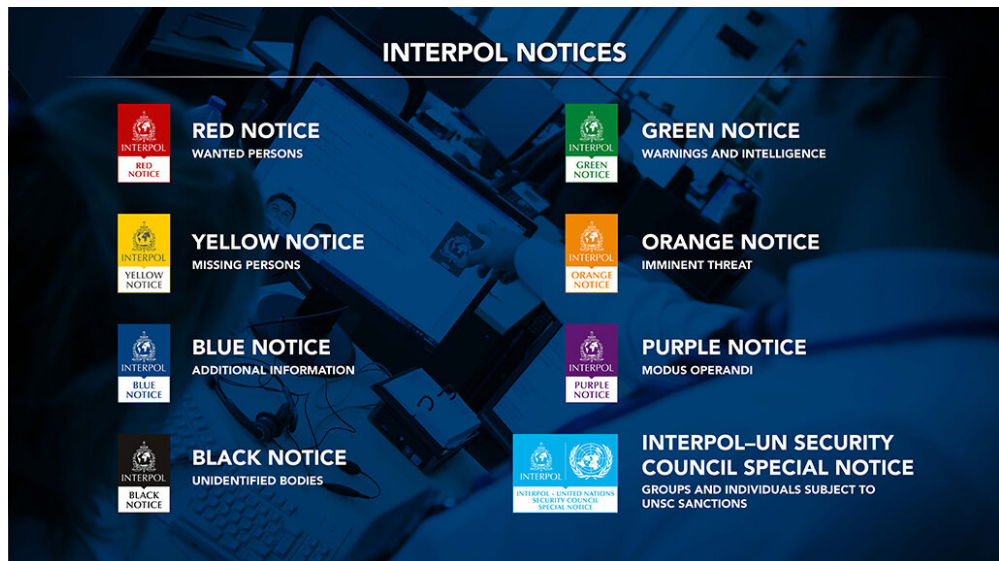 INTERPOL NOTICES
INTERPOL
RED
NOTICE
RED NOTICE
WANTED PERSONS
INTERPOL
YELLOW
NOTICE
YELLOW NOTICE
MISSING PERSONS
INTERPOL
BLUE
NOTICE
BLUE NOTICE
ADDITIONAL INFORMATION
INTERPOL
BLACK
NOTICE
BLACK NOTICE
UNIDENTIFIED BODIES
INTERPOL
GREEN
NOTICE
GREEN NOTICE
WARNINGS AND INTELLIGENCE
INTERPOL
ORANGE
NOTICE
ORANGE NOTICE
IMMINENT THREAT
INTERPOL
PURPLE
NOTICE
PURPLE NOTICE
MODUS OPERANDI
INTERPOL
INTERPOL - UNITED NATIONS
SECURITY COUNCIL
SPECIAL NOTICE
INTERPOL–UN SECURITY
COUNCIL SPECIAL NOTICE
GROUPS AND INDIVIDUALS SUBJECT TO
UNSC SANCTIONS